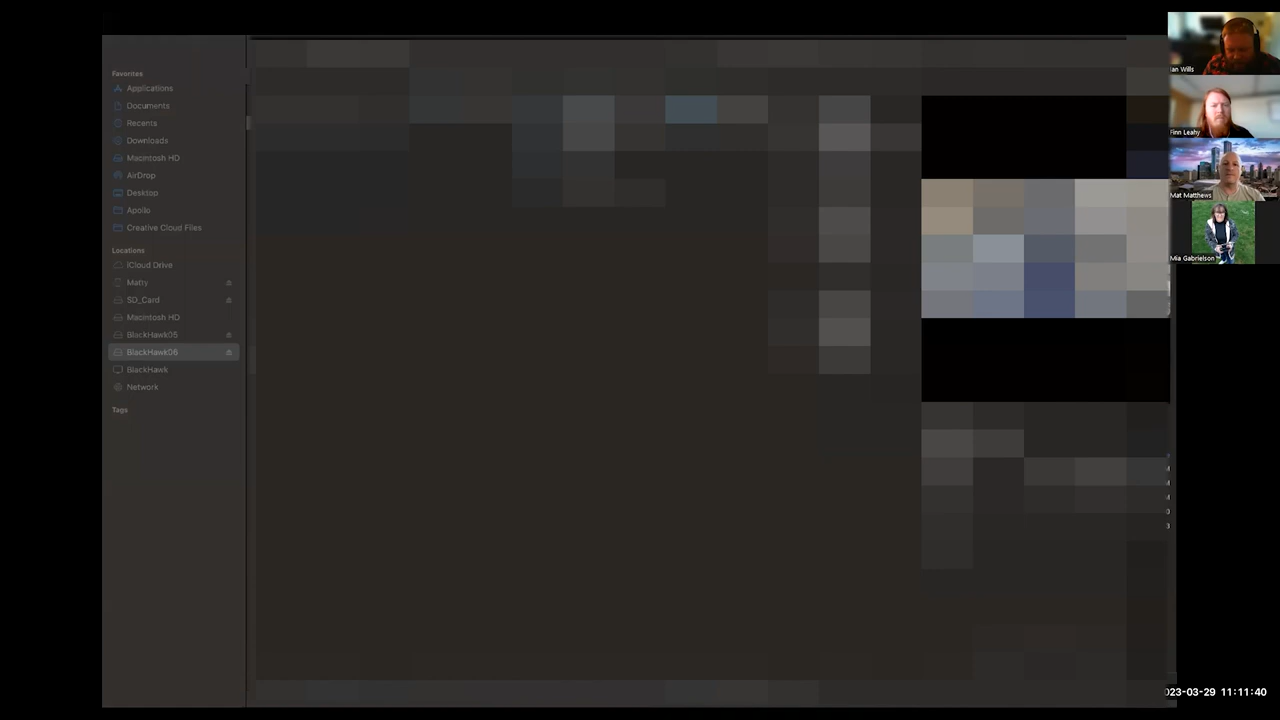 Favorites
Applications
Documents
Recents
Downloads
Macintosh HD
AirDrop
Desktop
Apollo
Creative Cloud Files
Locations
iCloud Drive
Matty
SD_Card
Macintosh HD
BlackHawk05
BlackHawk06
BlackHawk
Network
Tags
Ian Wills
Finn Leahy
Mat Matthews
Mia Gabrielson
023-03-29 11:11:40